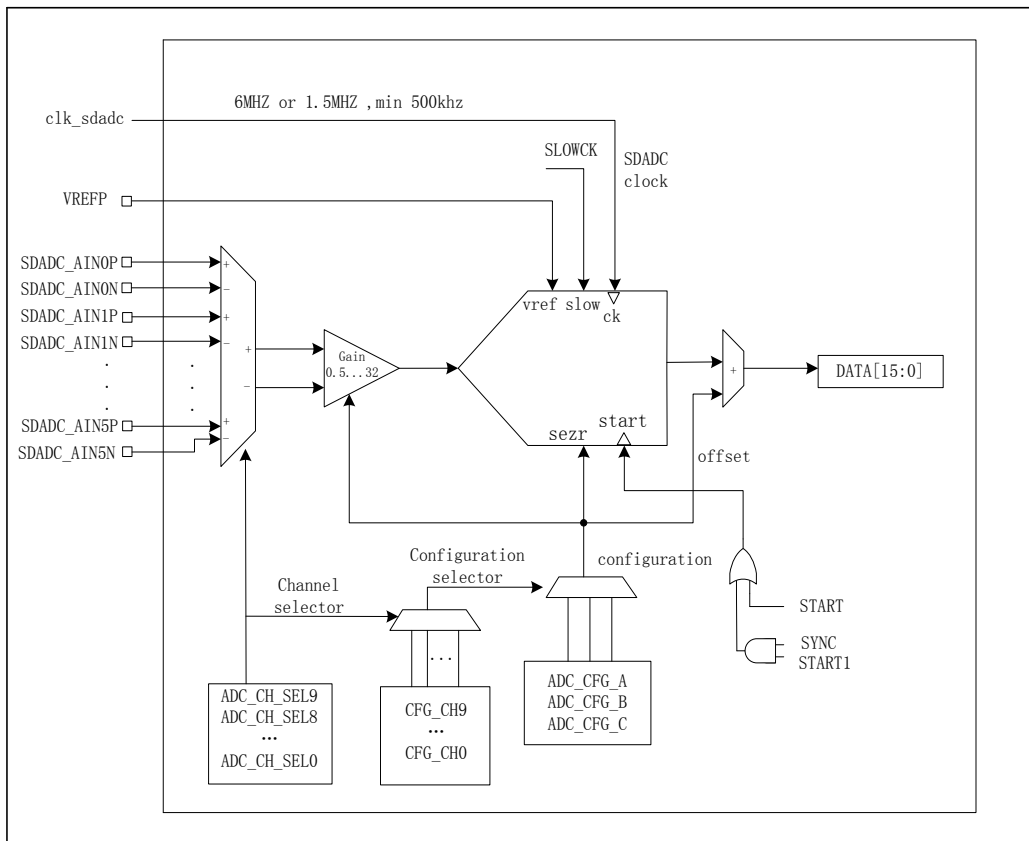 6MHZ or 1.5MHZ ,min 500khz
clk_sdadc
SLOWCK
SDADC
clock
VREFP
SDADC_AIN0P
+
SDADC_AIN0N
-
SDADC_AIN1P
+
SDADC_AIN1N
-
. . .
. . .
SDADC_AIN5P
+
SDADC_AIN5N
-
+
-
Gain
0.5...32
vref slow
ck
start
sezr
+
DATA[15:0]
offset
Configuration
selector
configuration
Channel
selector
START
SYNC
START1
ADC_CH_SEL9
ADC_CH_SEL8
...
ADC_CH_SEL0
...
CFG_CH9
...
CFG_CH0
ADC_CFG_A
ADC_CFG_B
ADC_CFG_C